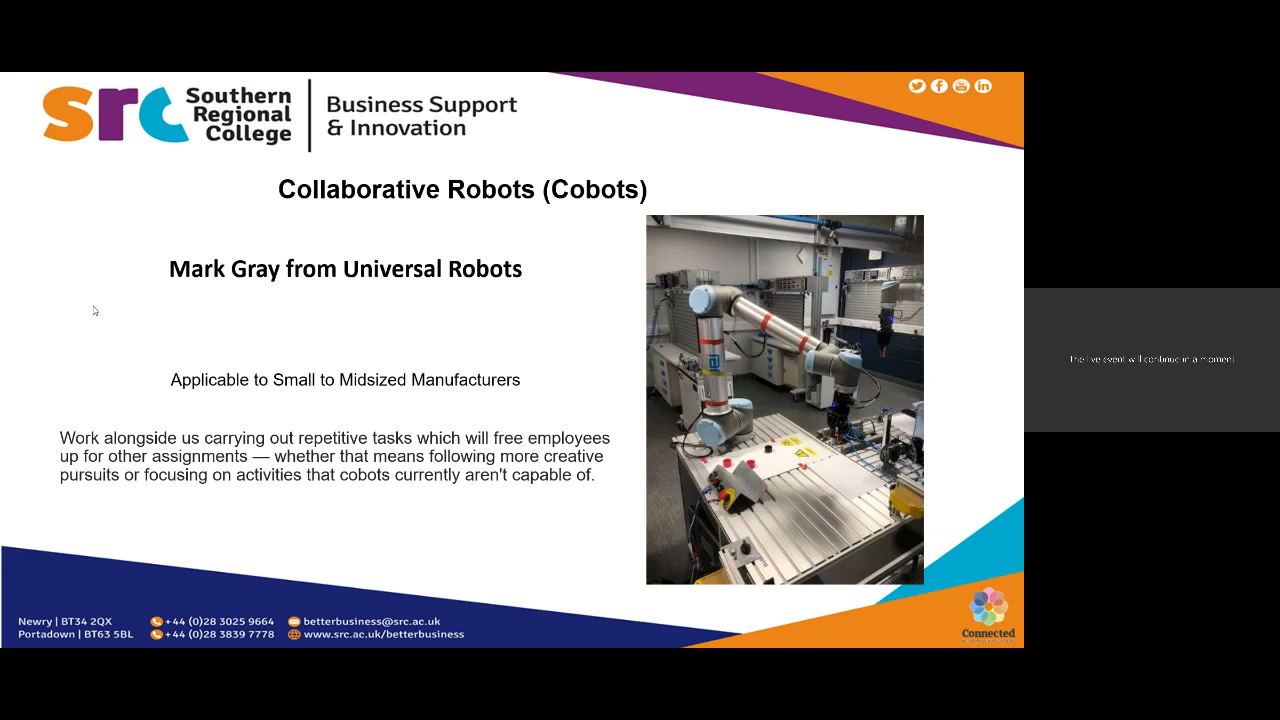 src
Southern
Regional
College
Business Support
& Innovation
Collaborative Robots (Cobots)
Mark Gray from Universal Robots
Applicable to Small to Midsized Manufacturers
Work alongside us carrying out repetitive tasks which will free employees
up for other assignments — whether that means following more creative
pursuits or focusing on activities that cobots currently aren't capable of.
The live event will continue in a moment
Newry | BT34 2QX
Portadown | BT63 5BL
+44 (0)28 3025 9664
+44 (0)28 3839 7778
betterbusiness@src.ac.uk
www.src.ac.uk/betterbusiness
Connected